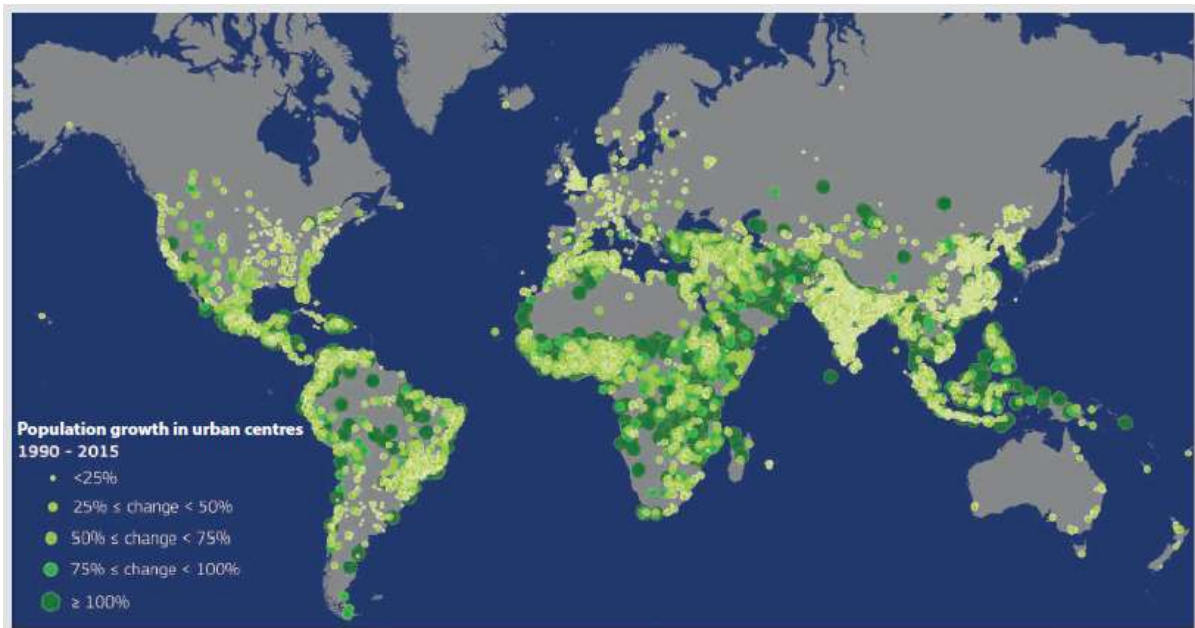 Population growth in urban centres
1990 - 2015
<25%
25% ≤ change < 50%
50% ≤ change < 75%
75% ≤ change < 100%
≥ 100%